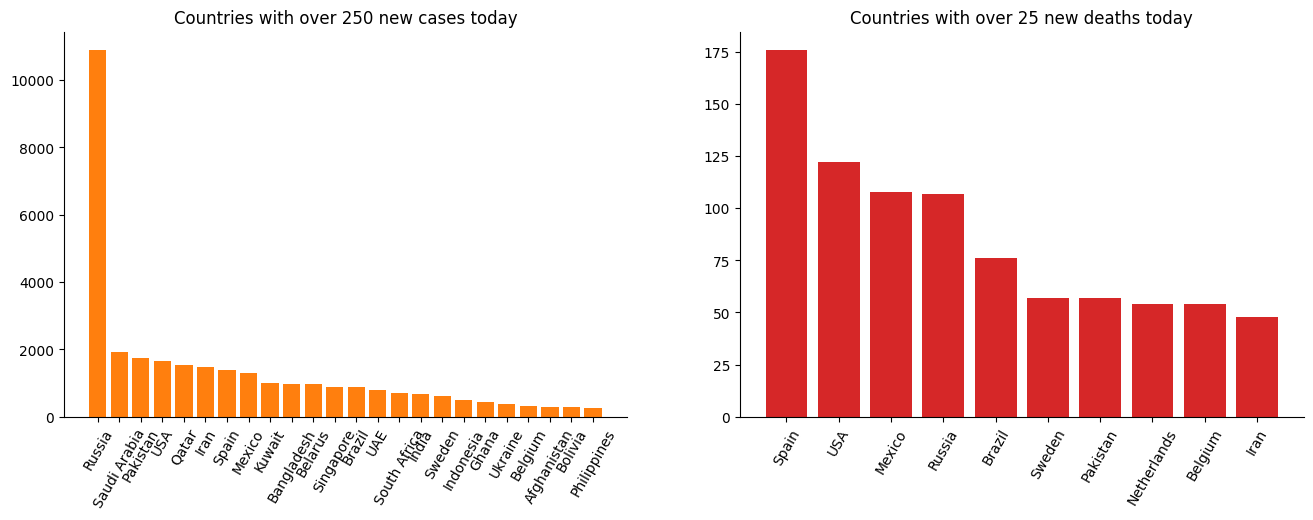 Countries with over 250 new cases today
10000
8000
6000
4000
2000
0
Russia
Saudi Arabia
Pakistan
USA
Qatar
Iran
Spain
Mexico
Kuwait
Bangladesh
Belarus
Singapore
Brazil
UAE
South Africa
India
Sweden
Indonesia
Ghana
Ukraine
Belgium
Afghanistan
Bolivia
Philippines
Countries with over 25 new deaths today
175
150
125
100
75
50
25
0
Spain
USA
Mexico
Russia
Brazil
Sweden
Pakistan
Netherlands
Belgium
Iran